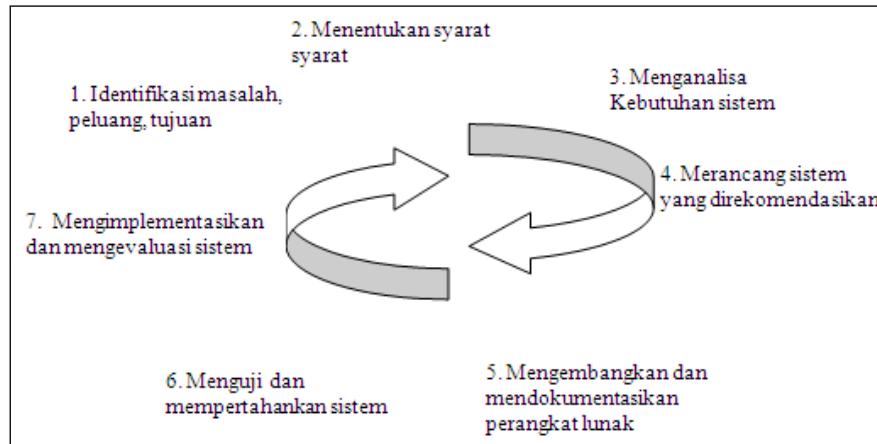 1. Identifikasi masalah,
peluang, tujuan
2. Menentukan syarat
syarat
3. Menganalisa
Kebutuhan sistem
4. Merancang sistem
yang direkomendasikan
5. Mengembangkan dan
mendokumentasikan
perangkat lunak
6. Menguji dan
mempertahankan sistem
7. Mengimplementasikan
dan mengevaluasi sistem